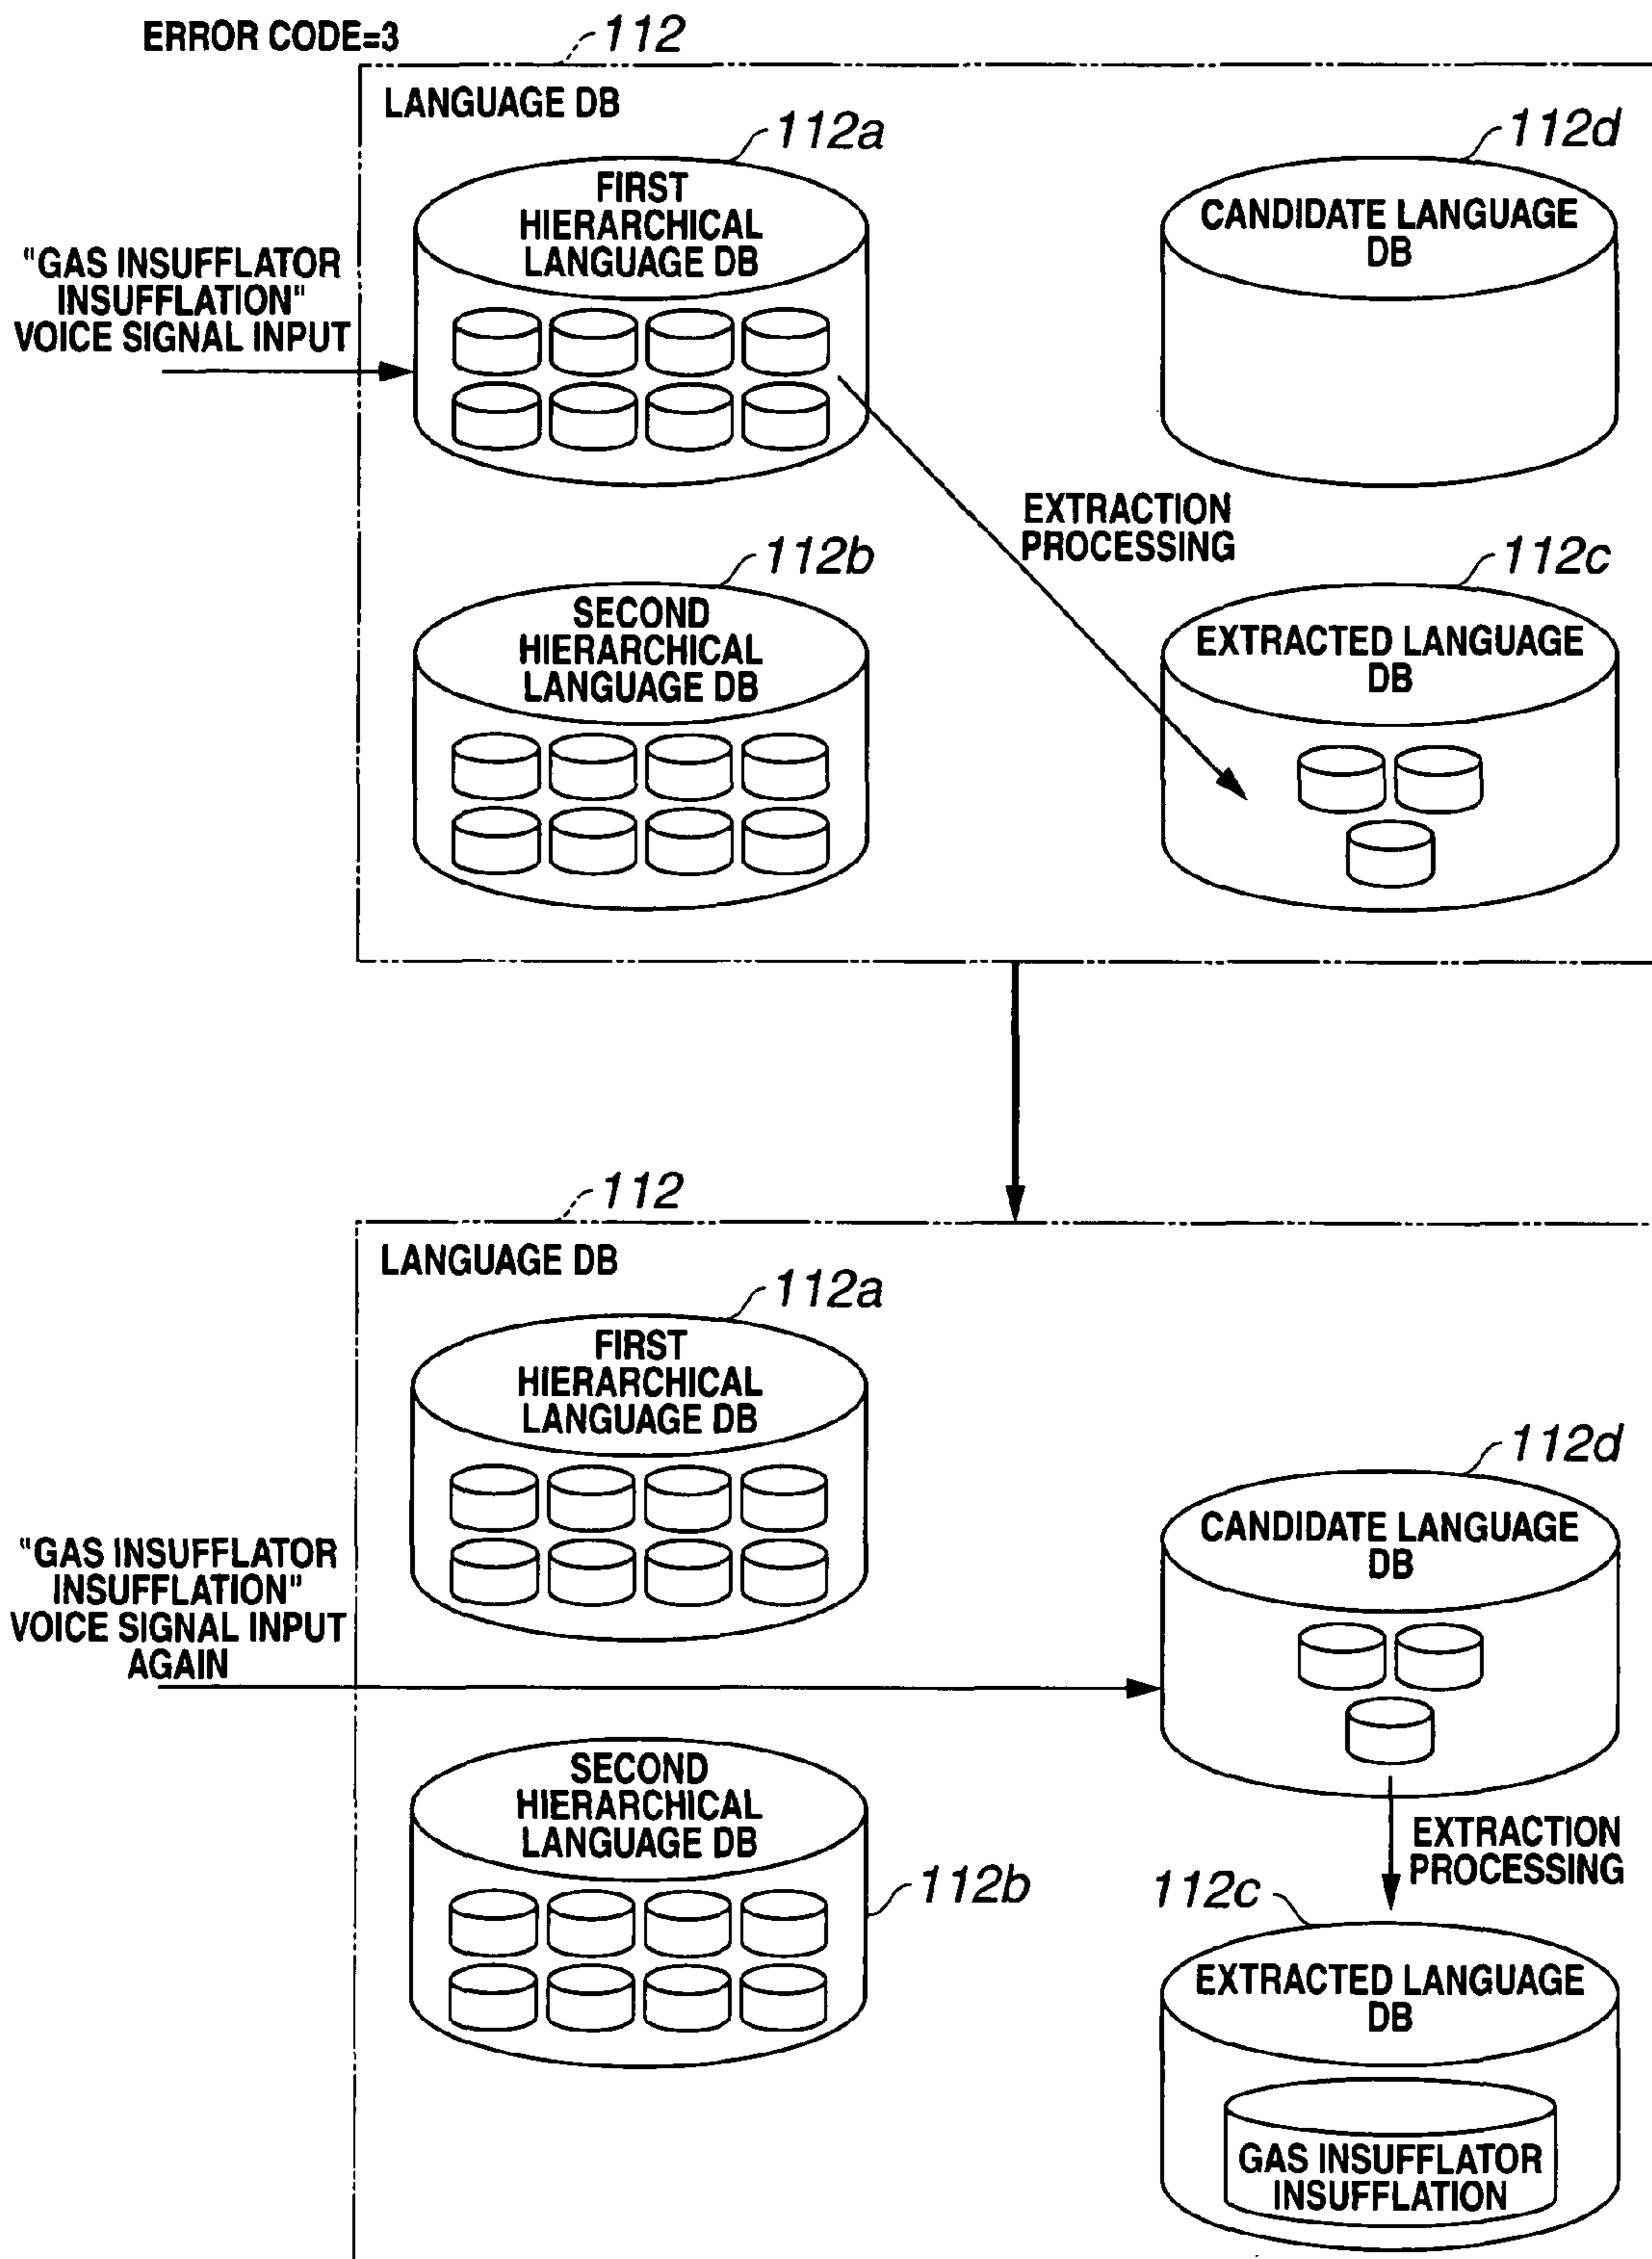 ERROR CODE=3
112
LANGUAGE DB
112a
FIRST
HIERARCHICAL
LANGUAGE DB
112d
CANDIDATE LANGUAGE
DB
"GAS INSUFFLATOR
INSUFFLATION"
VOICE SIGNAL INPUT
EXTRACTION
PROCESSING
112b
SECOND
HIERARCHICAL
LANGUAGE DB
112c
EXTRACTED LANGUAGE
DB
112
LANGUAGE DB
112a
FIRST
HIERARCHICAL
LANGUAGE DB
112d
CANDIDATE LANGUAGE
DB
"GAS INSUFFLATOR
INSUFFLATION"
VOICE SIGNAL INPUT
AGAIN
SECOND
HIERARCHICAL
LANGUAGE DB
112b
EXTRACTION
PROCESSING
112c
EXTRACTED LANGUAGE
DB
GAS INSUFFLATOR
INSUFFLATION